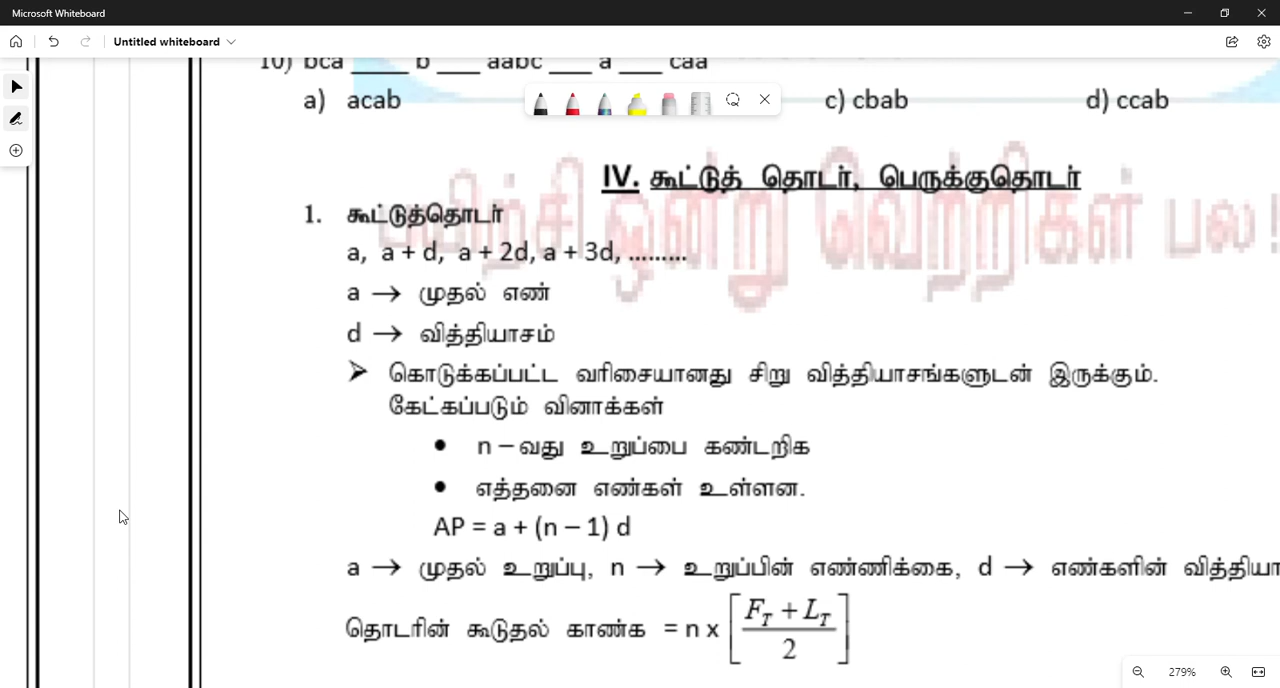 Microsoft Whiteboard
Untitled whiteboard
10) bca ____ b ___ aabc ___ a ___ caa
a) acab c) cbab d) ccab
IV. கூட்டுத் தொடர், பெருக்குதொடர்
1. கூட்டுத்தொடர்
a, a + d, a + 2d, a + 3d, .........
a → முதல் எண்
d → வித்தியாசம்
➤ கொடுக்கப்பட்ட வரிசையானது சிறு வித்தியாசங்களுடன் இருக்கும்.
கேட்கப்படும் வினாக்கள்
• n – வது உறுப்பை கண்டறிக
• எத்தனை எண்கள் உள்ளன.
AP = a + (n – 1) d
a → முதல் உறுப்பு, n → உறுப்பின் எண்ணிக்கை, d → எண்களின்
தொடரின் கூடுதல் காண்க = n x [(F_T + L_T)/2]
ஒன்று வெற்றிகள் பல!
279%